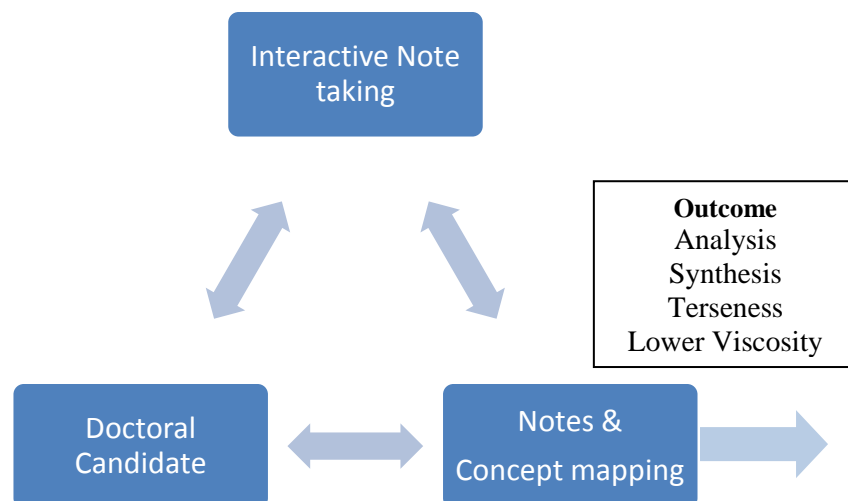 Interactive Note
taking
Outcome
Analysis
Synthesis
Terseness
Lower Viscosity
Doctoral
Candidate
Notes &
Concept mapping